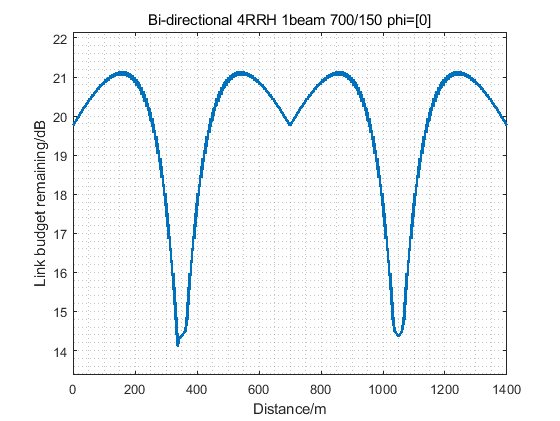 Bi-directional 4RRH 1beam 700/150 phi=[0]
Link budget remaining/dB
22
21
20
19
18
17
16
15
14
0 200 400 600 800 1000 1200 1400
Distance/m